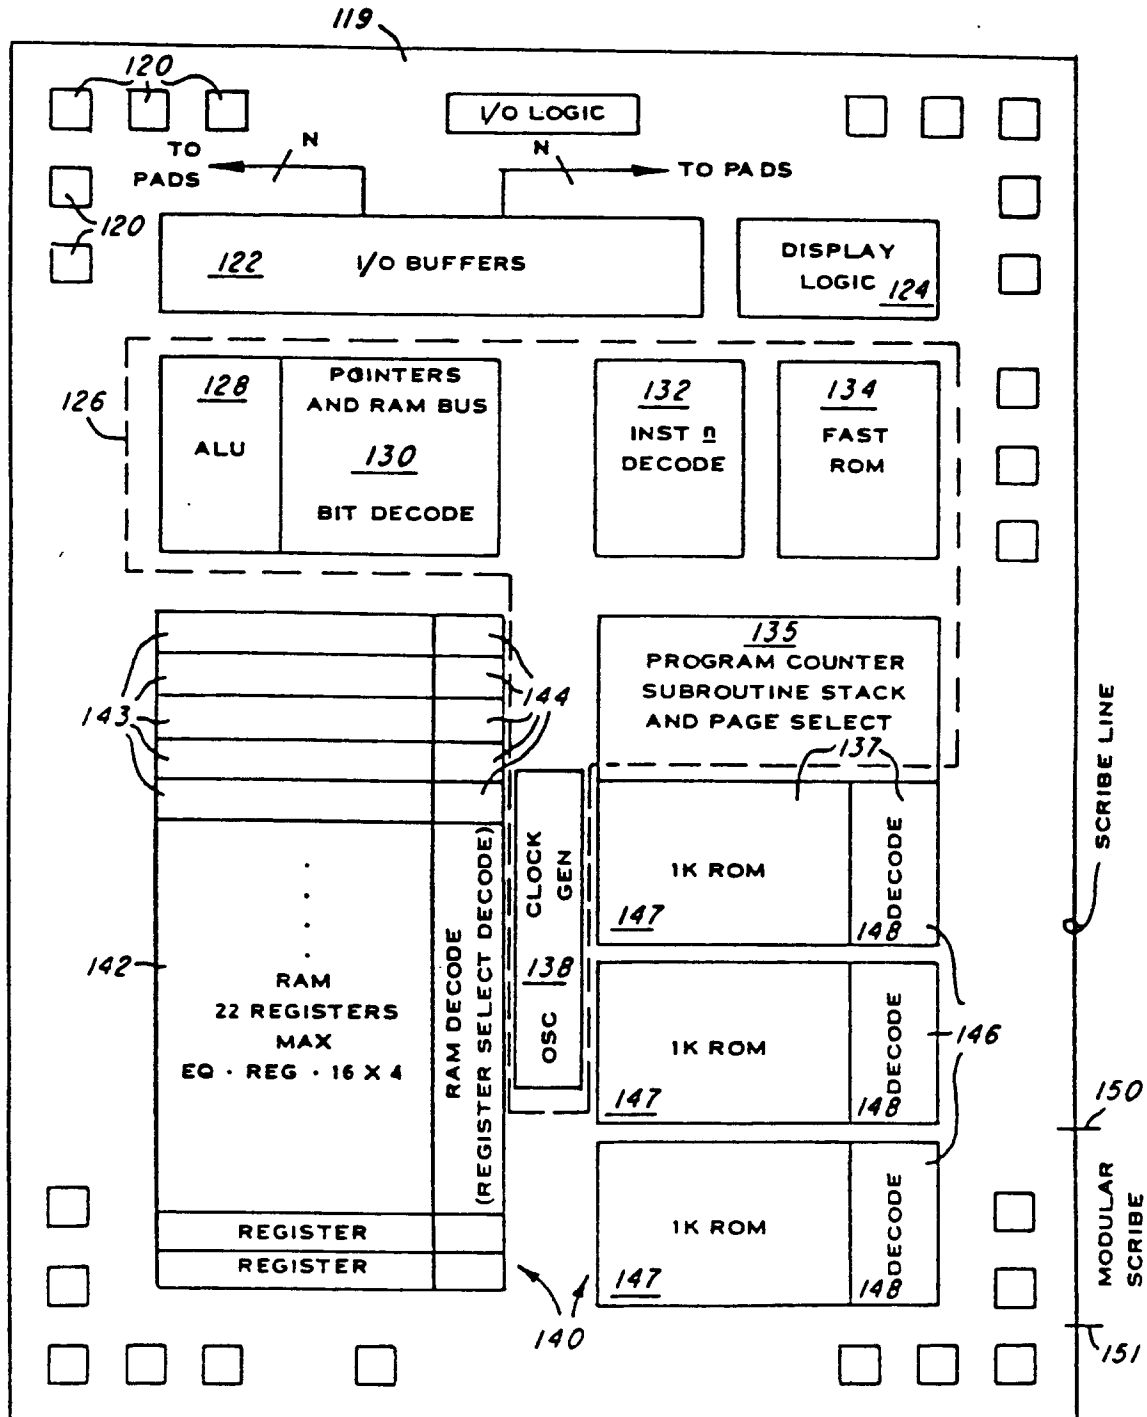 119
120
I/O LOGIC
N
TO
PADS
N
TO PADS
120
122
I/O BUFFERS
DISPLAY
LOGIC
124
126
128
ALU
POINTERS
AND RAM BUS
130
BIT DECODE
132
INST n
DECODE
134
FAST
ROM
135
PROGRAM COUNTER
SUBROUTINE STACK
AND PAGE SELECT
137
143
144
SCRIBE LINE
142
RAM
22 REGISTERS
MAX
EQ · REG · 16 X 4
RAM DECODE
(REGISTER SELECT DECODE)
CLOCK
GEN
138
OSC
1K ROM
147
DECODE
148
1K ROM
147
DECODE
148
146
1K ROM
147
DECODE
148
150
MODULAR
SCRIBE
151
REGISTER
REGISTER
140